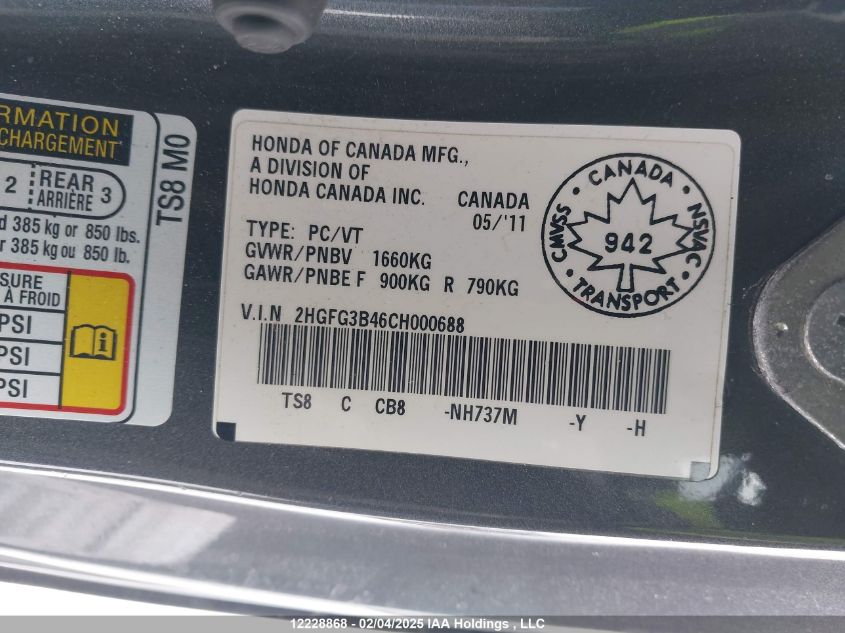 RMATION
CHARGEMENT
2 REAR ARRIÈRE 3
385 kg or 850 lbs.
385 kg ou 850 lb.
À FROID
PSI
PSI
PSI
TS8 M0
HONDA OF CANADA MFG.,
A DIVISION OF
HONDA CANADA INC. CANADA
05/'11
TYPE: PC/VT
GVWR/PNBV 1660KG
GAWR/PNBE F 900KG R 790KG
V.I.N 2HGFG3B46CH000688
TS8 C CB8 -NH737M -Y -H
CANADA
CMVSS 942 NSVAC
TRANSPORT
12228868 - 02/04/2025 IAA Holdings , LLC